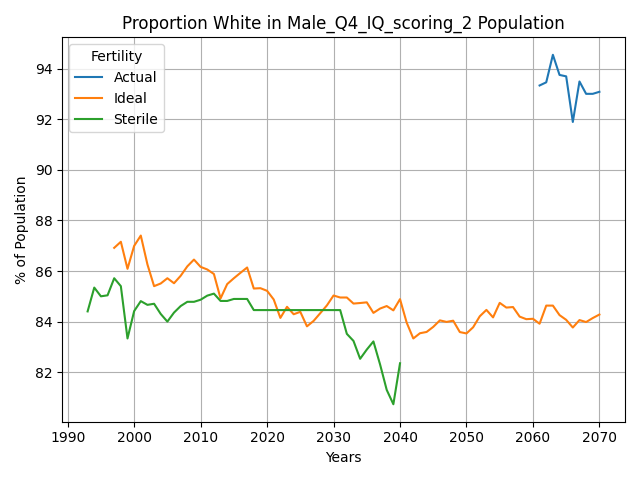 Proportion White in Male_Q4_IQ_scoring_2 Population
Fertility
Actual
Ideal
Sterile
% of Population
94
92
90
88
86
84
82
1990
2000
2010
2020
2030
2040
2050
2060
2070
Years